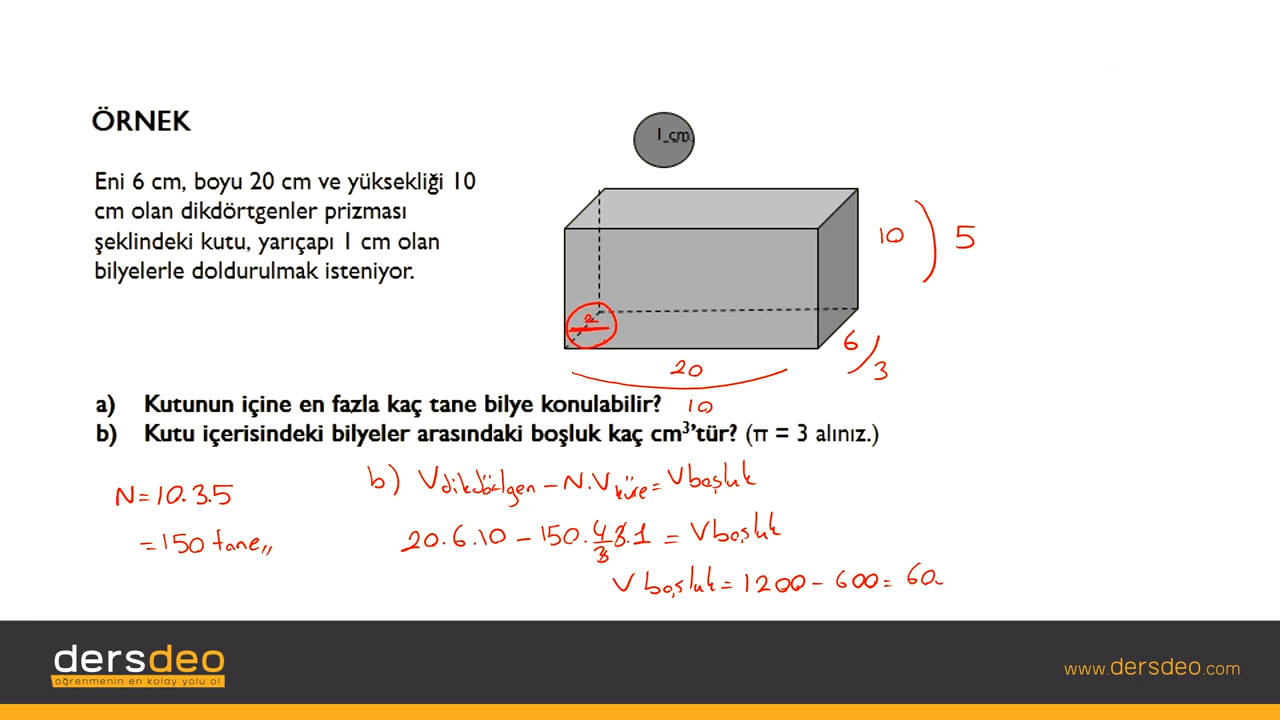 ÖRNEK
1 cm
Eni 6 cm, boyu 20 cm ve yüksekliği 10
cm olan dikdörtgenler prizması
şeklindeki kutu, yarıçapı 1 cm olan
bilyelerle doldurulmak isteniyor.
10 ) 5
2
6 / 3
20
a) Kutunun içine en fazla kaç tane bilye konulabilir? 10
b) Kutu içerisindeki bilyeler arasındaki boşluk kaç cm³'tür? (π = 3 alınız.)
N = 10.3.5
= 150 tane,,
b) Vdikdörtgen - N.Vküre = Vboşluk
20.6.10 - 150.4/3.3.1 = Vboşluk
Vboşluk = 1200 - 600 = 60
dersdeo
öğrenmenin en kolay yolu o!
www.dersdeo.com